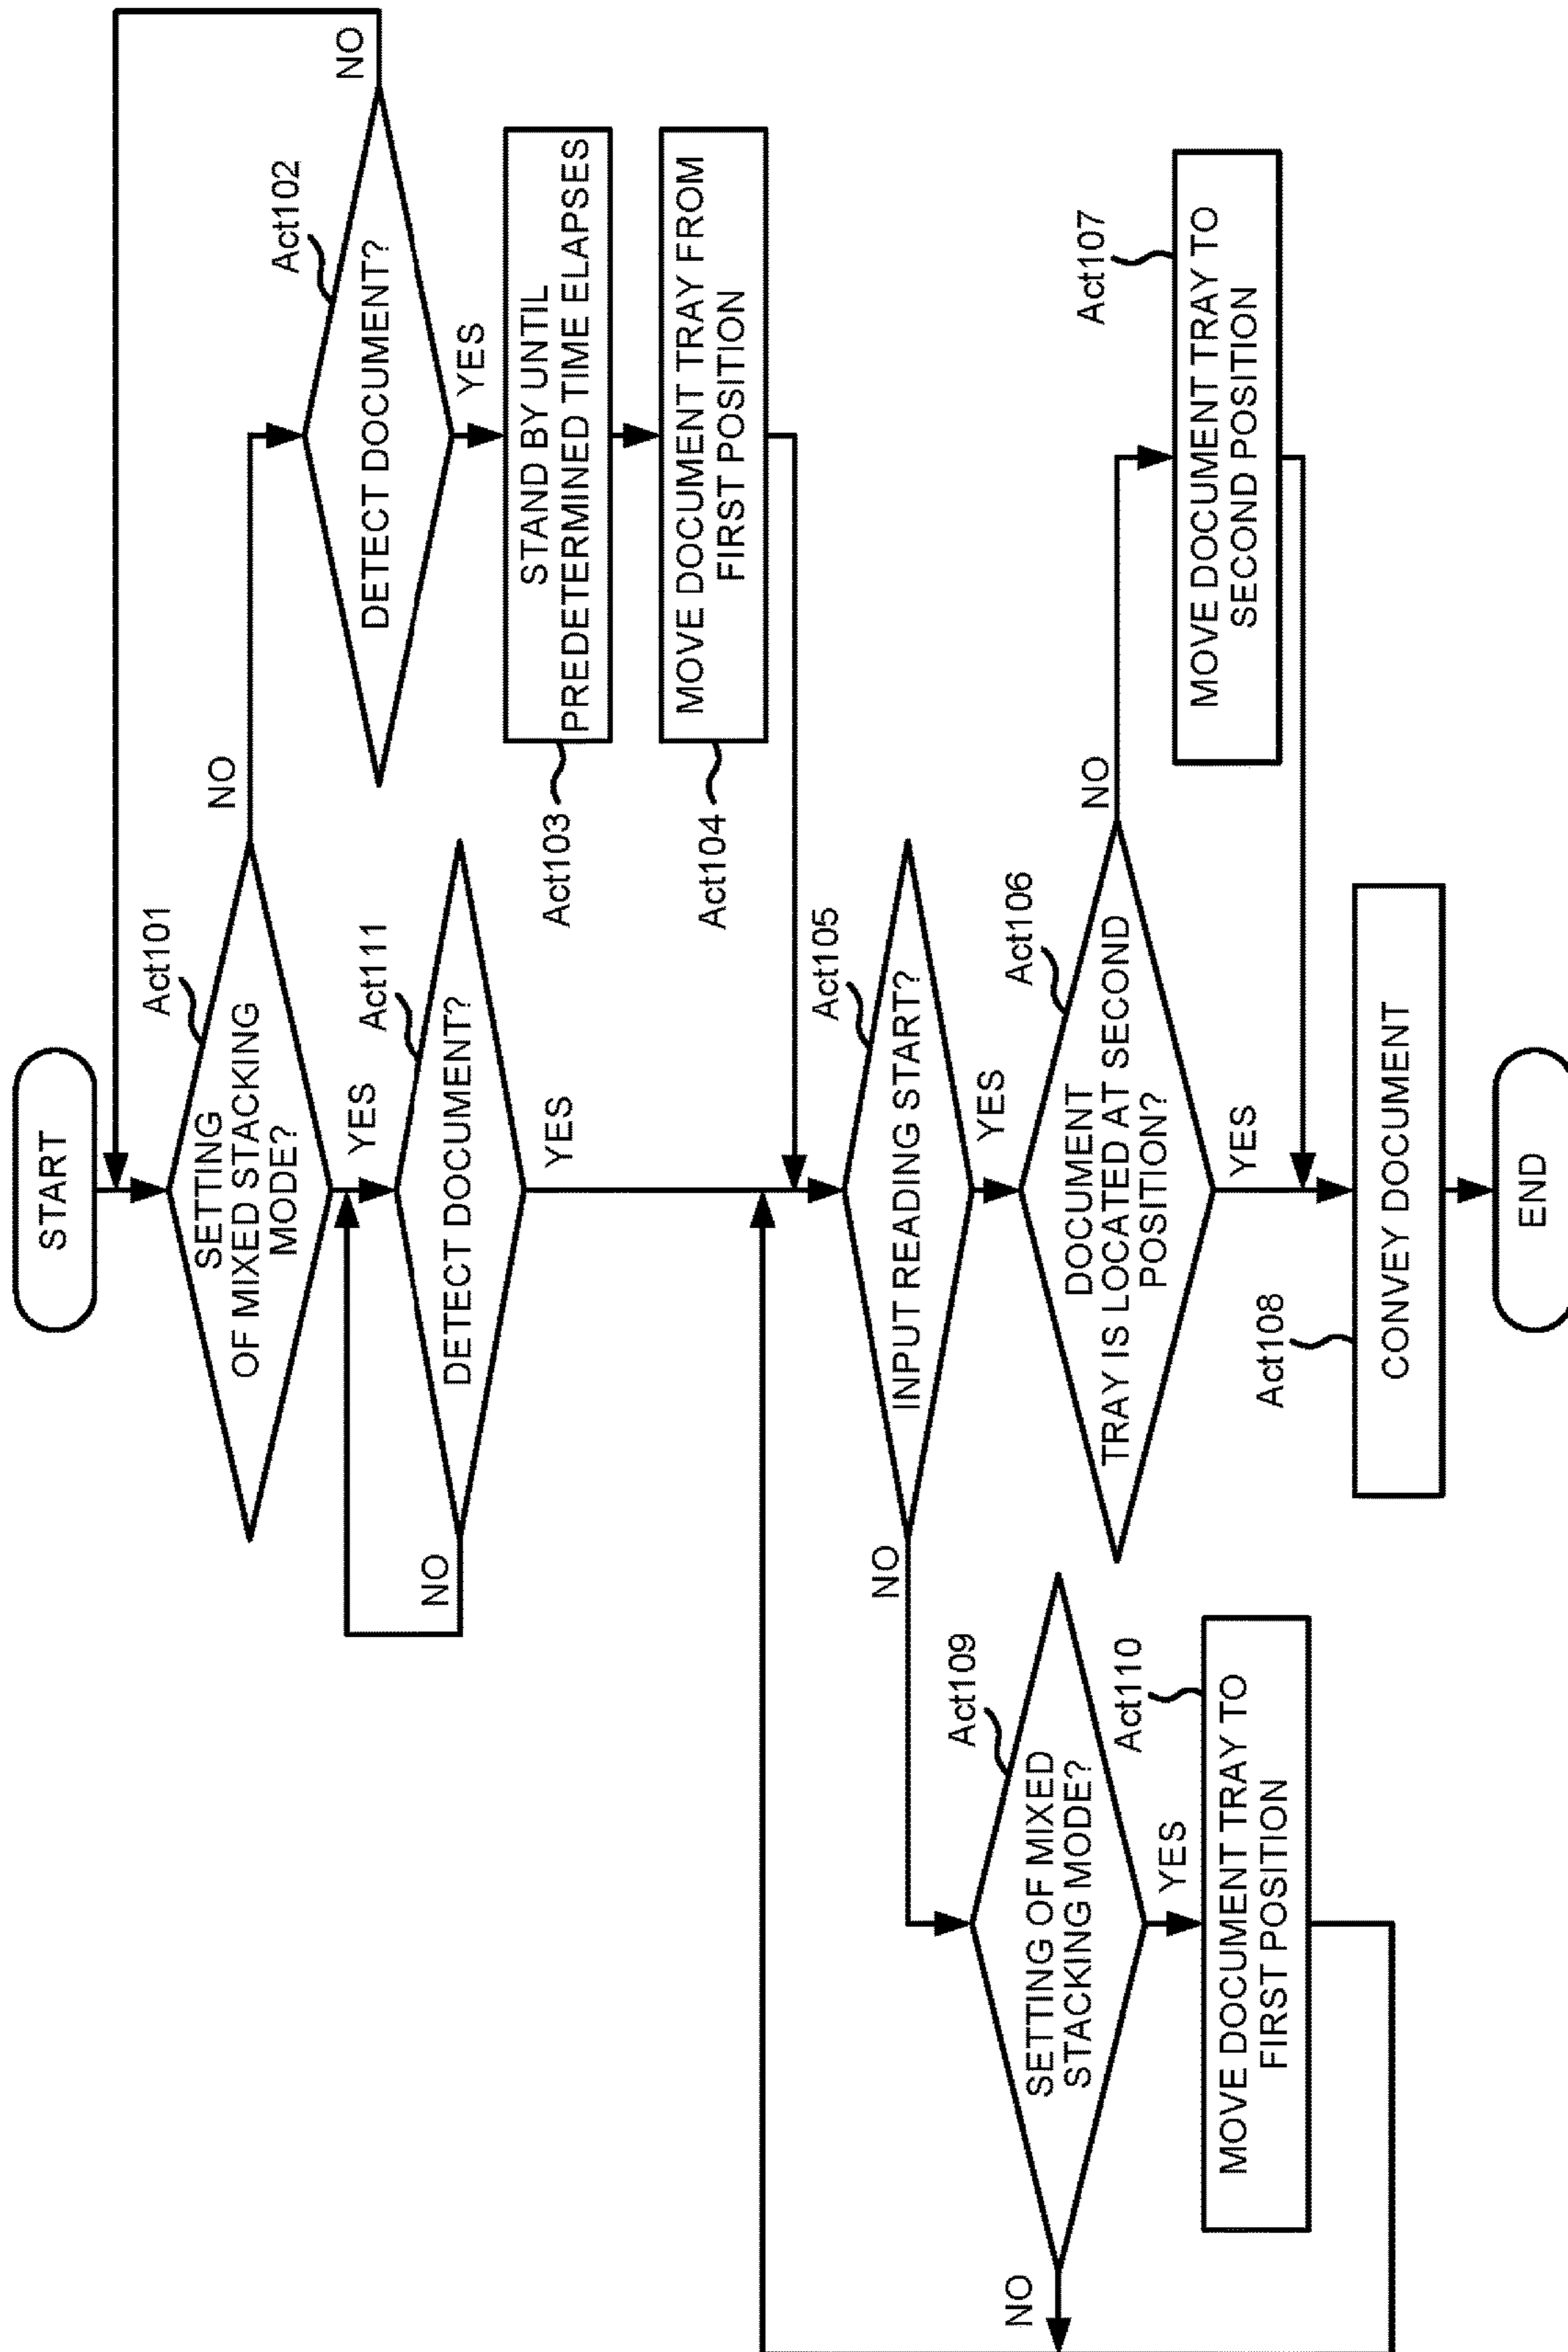 START
Act101
SETTING
OF MIXED STACKING
MODE?
NO
YES
Act102
DETECT DOCUMENT?
NO
YES
Act111
DETECT DOCUMENT?
NO
YES
Act103
STAND BY UNTIL
PREDETERMINED TIME ELAPSES
Act104
MOVE DOCUMENT TRAY FROM
FIRST POSITION
Act105
INPUT READING START?
NO
YES
Act109
SETTING OF MIXED
STACKING MODE?
NO
YES
Act110
MOVE DOCUMENT TRAY TO
FIRST POSITION
Act106
DOCUMENT
TRAY IS LOCATED AT SECOND
POSITION?
NO
YES
Act107
MOVE DOCUMENT TRAY TO
SECOND POSITION
Act108
CONVEY DOCUMENT
END